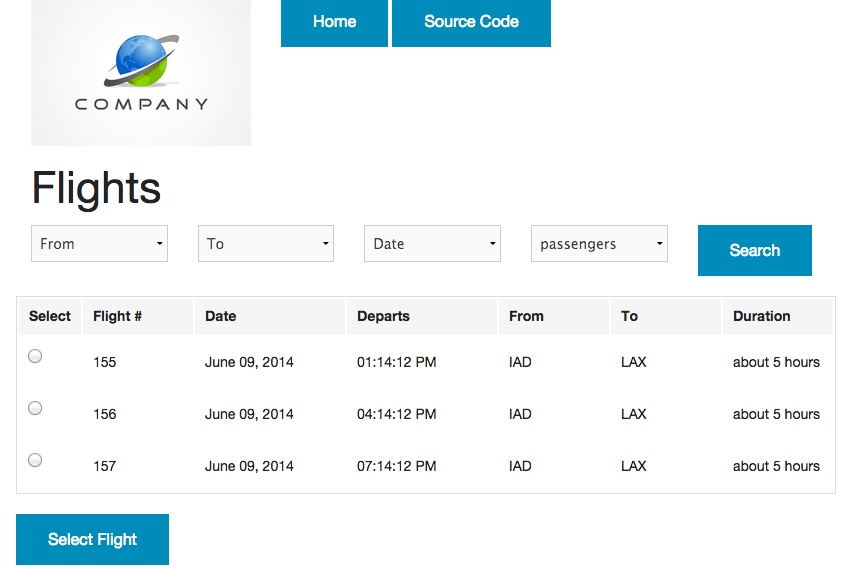 Home Source Code
COMPANY
Flights
From To Date passengers Search
Select Flight # Date Departs From To Duration
155 June 09, 2014 01:14:12 PM IAD LAX about 5 hours
156 June 09, 2014 04:14:12 PM IAD LAX about 5 hours
157 June 09, 2014 07:14:12 PM IAD LAX about 5 hours
Select Flight